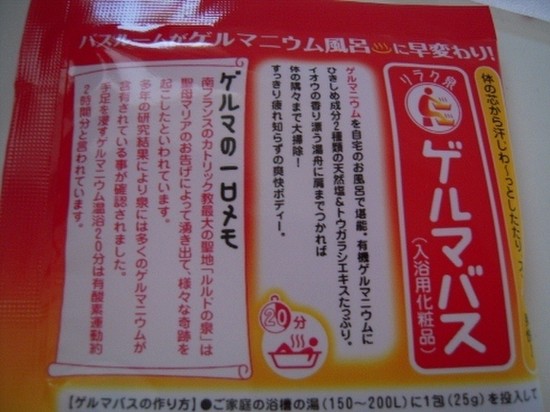 バスルームがゲルマニウム風呂♨に早変わり!
体の芯から汗じわ~っとしたたり
リラク泉
ゲルマバス
(入浴用化粧品)
ゲルマニウムを自宅のお風呂で堪能。有機ゲルマニウムに
ひきしめ成分2種類の天然塩&トウガラシエキスたっぷり。
イオウの香り漂う湯舟に肩までつかれば
体の隅々まで大掃除!
すっきり疲れ知らずの爽快ボディー。
20分
ゲルマの一口メモ
南フランスのカトリック教最大の聖地「ルルドの泉」は
聖母マリアのお告げによって湧き出て、様々な奇跡を
起こしたといわれています。
多年の研究結果により泉には多くのゲルマニウムが
含有されている事が確認されました。
手足を浸すゲルマニウム温浴20分は有酸素運動約
2時間分と言われています。
【ゲルマバスの作り方】●ご家庭の浴槽の湯(150~200L)に1包(25g)を投入して